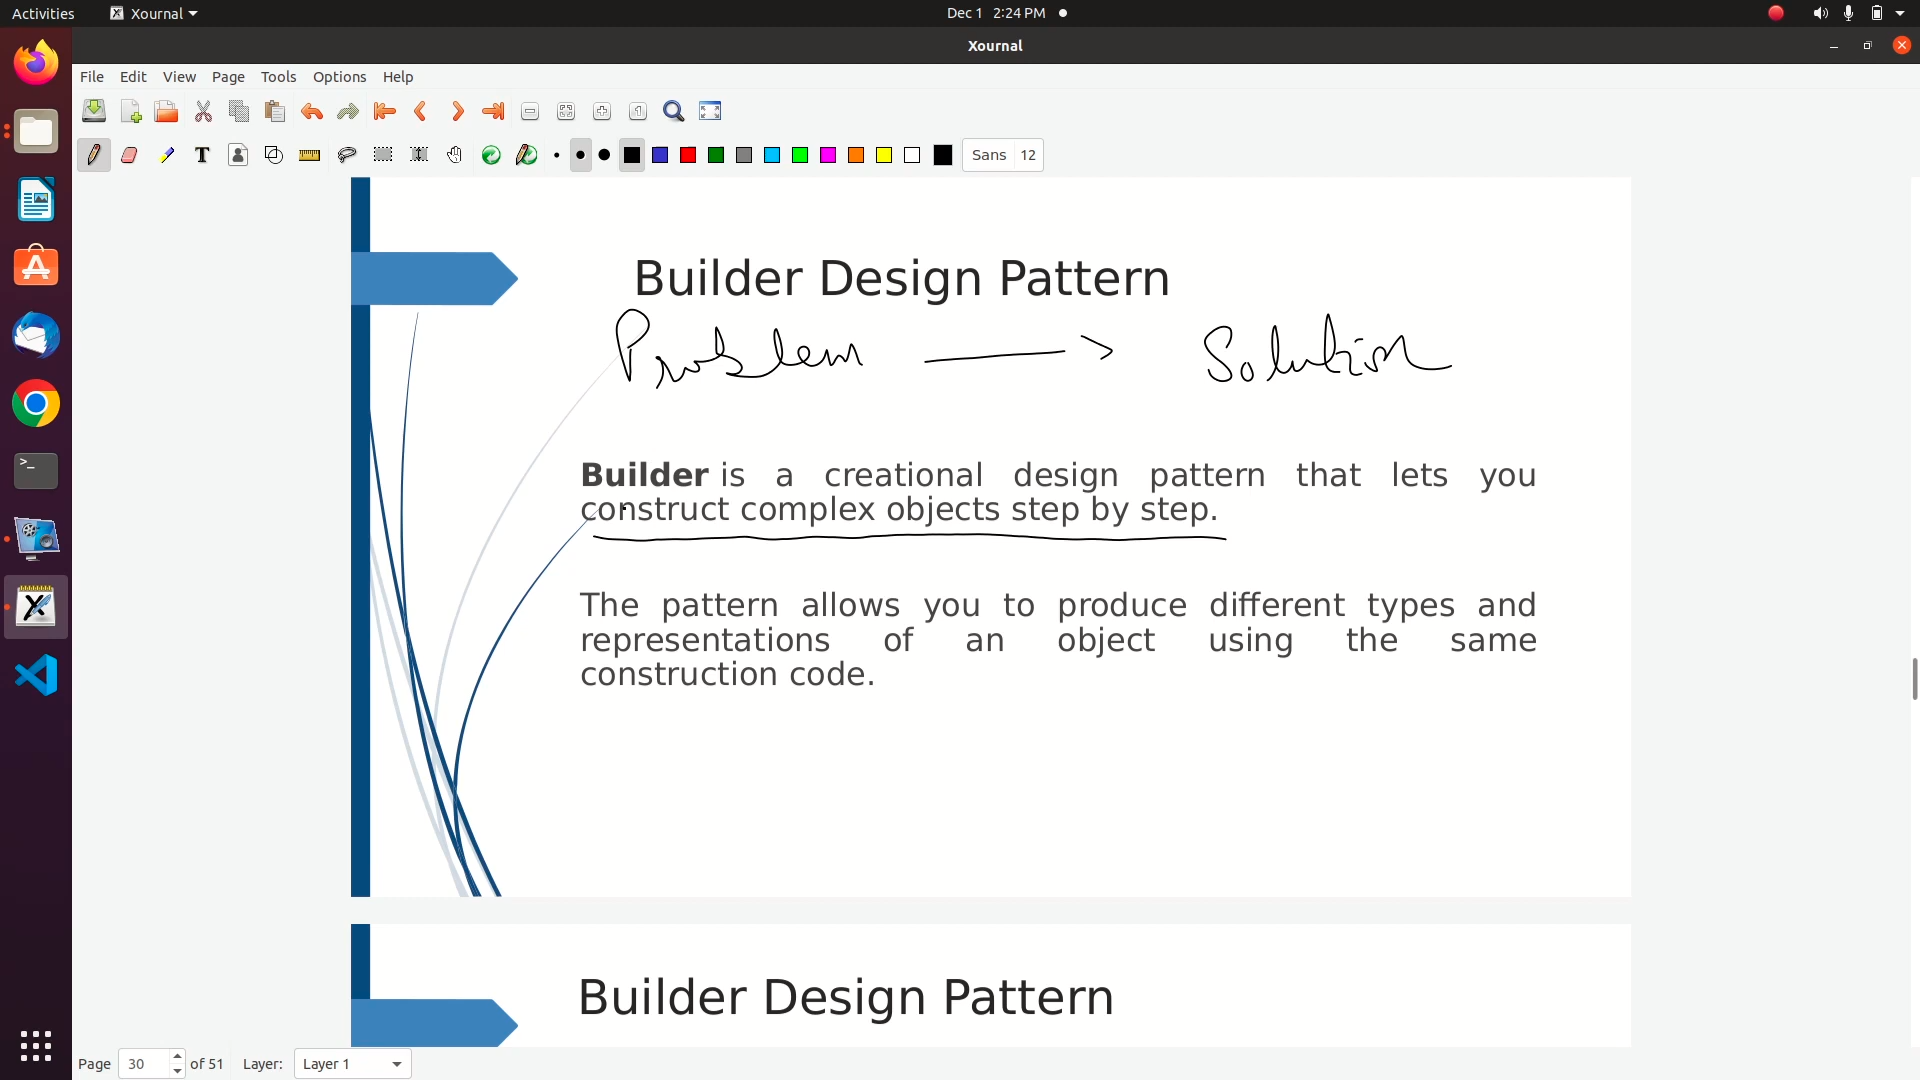 Activities Xournal Dec 1 2:24 PM
Xournal
File Edit View Page Tools Options Help
T Sans 12
Builder Design Pattern
Problem Solution
Builder is a creational design pattern that lets you
construct complex objects step by step.
The pattern allows you to produce different types and
representations of an object using the same
construction code.
Builder Design Pattern
Page 30 of 51 Layer: Layer 1